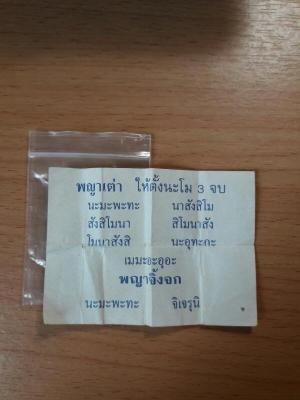 พญาเต่า ให้ตั้งนะโม 3 จบ
นะมะพะทะ นาสังสิโม
สังสิโมนา สิโมนาสัง
โมนาสังสิ นะอุทะกะ
เมมะอะอุอะ
พญาจิ้งจก
นะมะพะทะ จิเจรุนิ